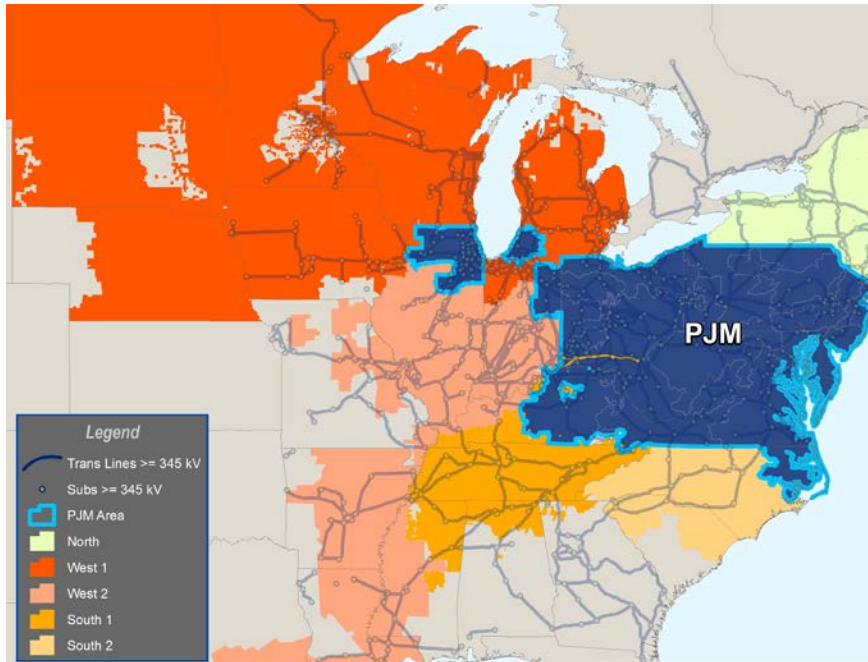 PJM
Legend
Trans Lines >= 345 kV
Subs >= 345 kV
PJM Area
North
West 1
West 2
South 1
South 2